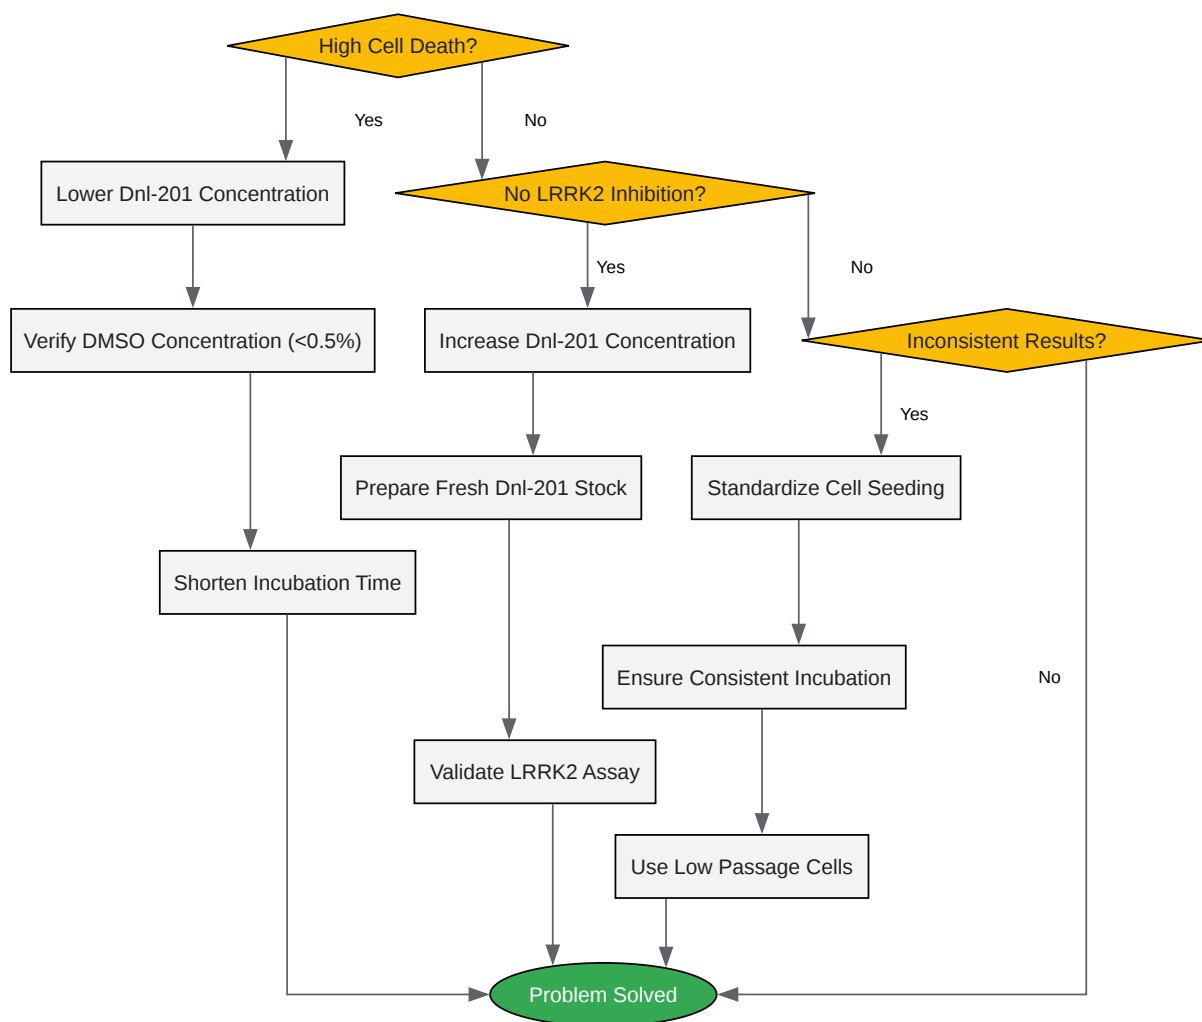 High Cell Death?
Yes
No
Lower Dnl-201 Concentration
No LRRK2 Inhibition?
Yes
No
Verify DMSO Concentration (<0.5%)
Increase Dnl-201 Concentration
Inconsistent Results?
Yes
Prepare Fresh Dnl-201 Stock
Standardize Cell Seeding
Shorten Incubation Time
Ensure Consistent Incubation
No
Validate LRRK2 Assay
Use Low Passage Cells
Problem Solved